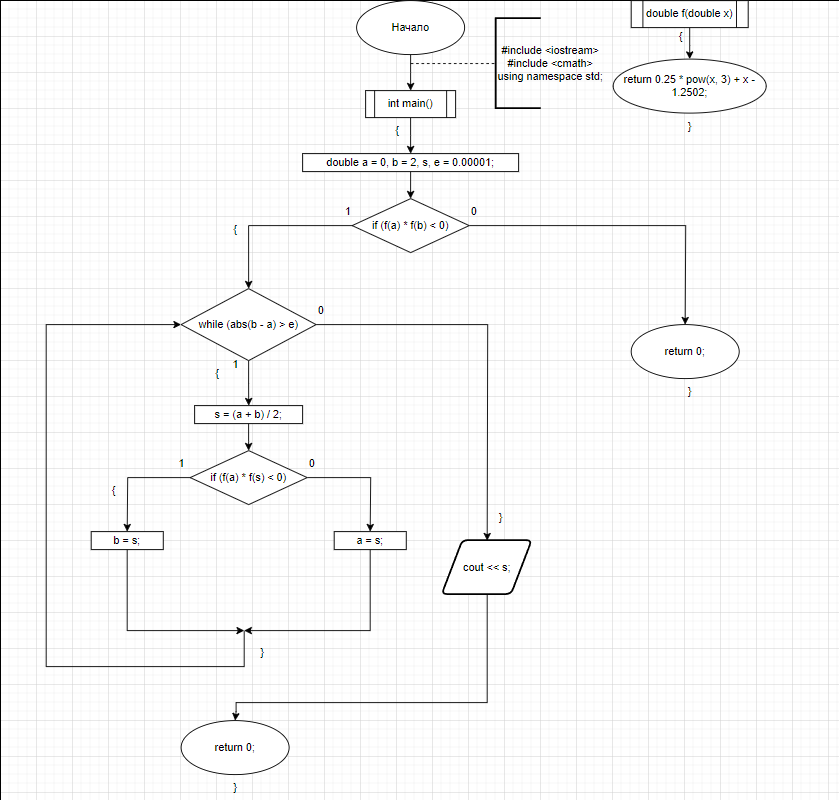 Начало
#include <iostream>
#include <cmath>
using namespace std;
int main()
{
double a = 0, b = 2, s, e = 0.00001;
if (f(a) * f(b) < 0)
1
0
{
while (abs(b - a) > e)
0
1
{
s = (a + b) / 2;
if (f(a) * f(s) < 0)
1
0
{
b = s;
a = s;
}
}
cout << s;
return 0;
}
return 0;
}
double f(double x)
{
return 0.25 * pow(x, 3) + x -
1.2502;
}